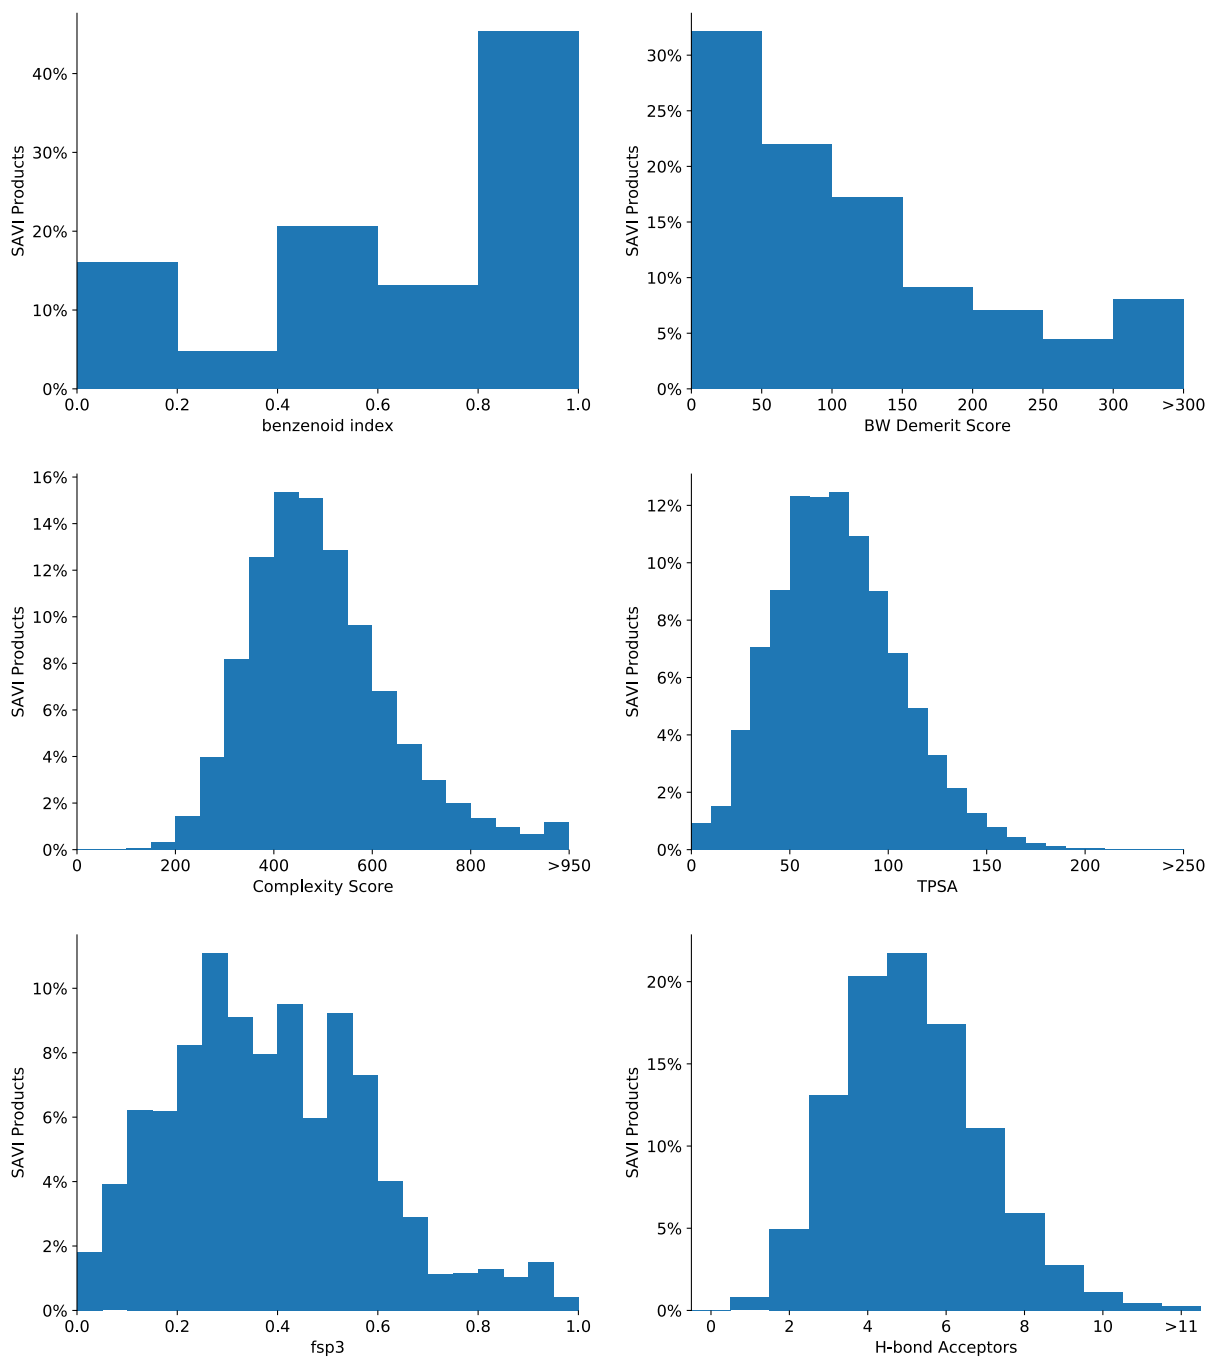 40%
30%
20%
10%
0%
SAVI Products
0.0 0.2 0.4 0.6 0.8 1.0
benzenoid index
30%
25%
20%
15%
10%
5%
0%
SAVI Products
0 50 100 150 200 250 300 >300
BW Demerit Score
16%
14%
12%
10%
8%
6%
4%
2%
0%
SAVI Products
0 200 400 600 800 >950
Complexity Score
12%
10%
8%
6%
4%
2%
0%
SAVI Products
0 50 100 150 200 >250
TPSA
10%
8%
6%
4%
2%
0%
SAVI Products
0.0 0.2 0.4 0.6 0.8 1.0
fsp3
20%
15%
10%
5%
0%
SAVI Products
0 2 4 6 8 10 >11
H-bond Acceptors